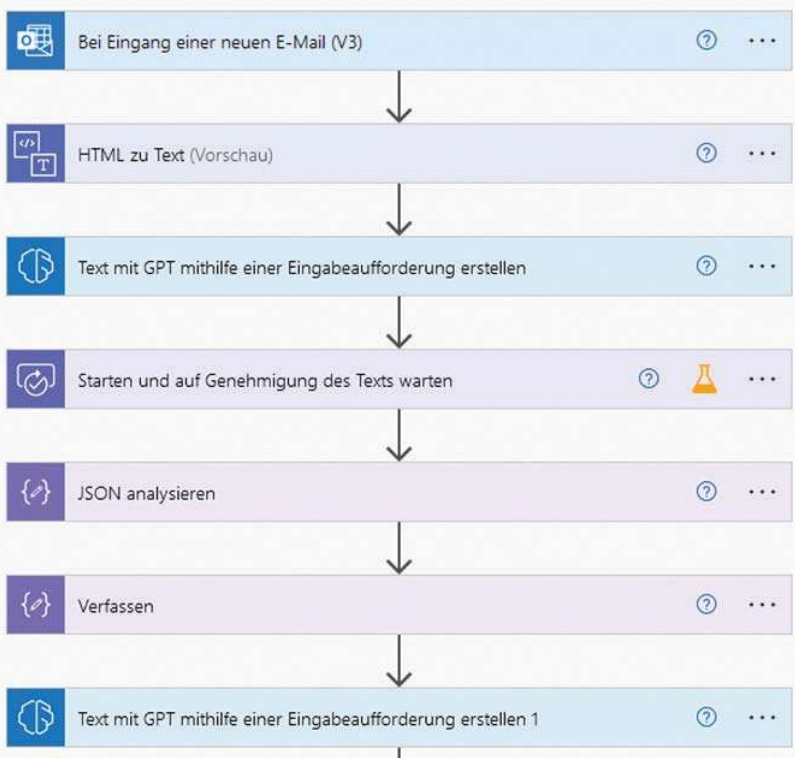 Bei Eingang einer neuen E-Mail (V3)
HTML zu Text (Vorschau)
Text mit GPT mithilfe einer Eingabeaufforderung erstellen
Starten und auf Genehmigung des Texts warten
JSON analysieren
Verfassen
Text mit GPT mithilfe einer Eingabeaufforderung erstellen 1